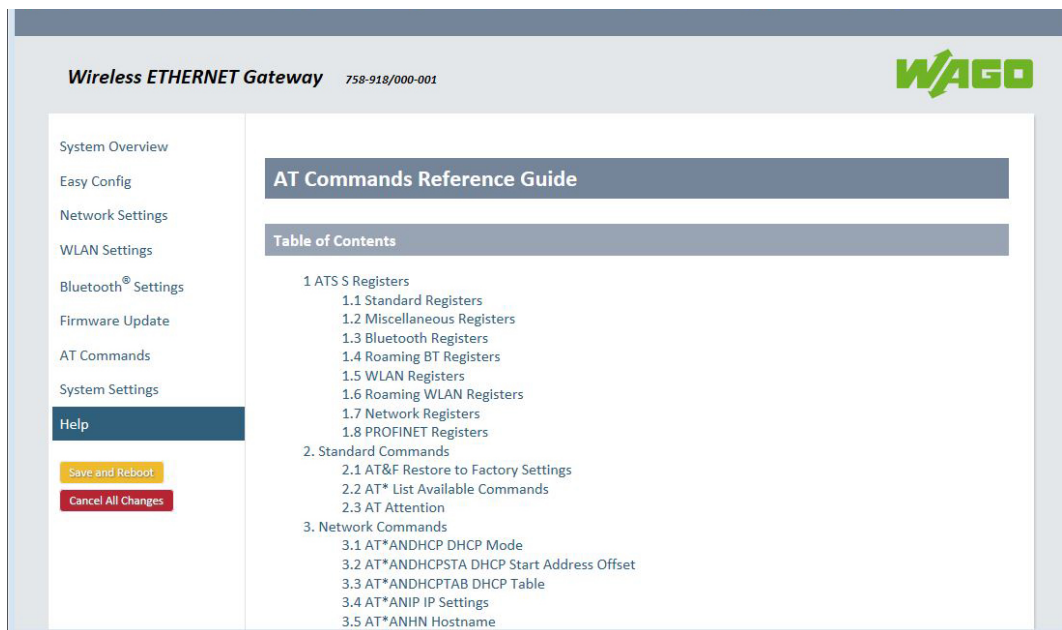 Wireless ETHERNET Gateway 758-918/000-001
WAGO
System Overview
Easy Config
Network Settings
WLAN Settings
Bluetooth® Settings
Firmware Update
AT Commands
System Settings
Help
Save and Reboot
Cancel All Changes
AT Commands Reference Guide
Table of Contents
1 ATS S Registers
1.1 Standard Registers
1.2 Miscellaneous Registers
1.3 Bluetooth Registers
1.4 Roaming BT Registers
1.5 WLAN Registers
1.6 Roaming WLAN Registers
1.7 Network Registers
1.8 PROFINET Registers
2. Standard Commands
2.1 AT&F Restore to Factory Settings
2.2 AT* List Available Commands
2.3 AT Attention
3. Network Commands
3.1 AT*ANDHCP DHCP Mode
3.2 AT*ANDHCPSTA DHCP Start Address Offset
3.3 AT*ANDHCPTAB DHCP Table
3.4 AT*ANIP IP Settings
3.5 AT*ANHN Hostname